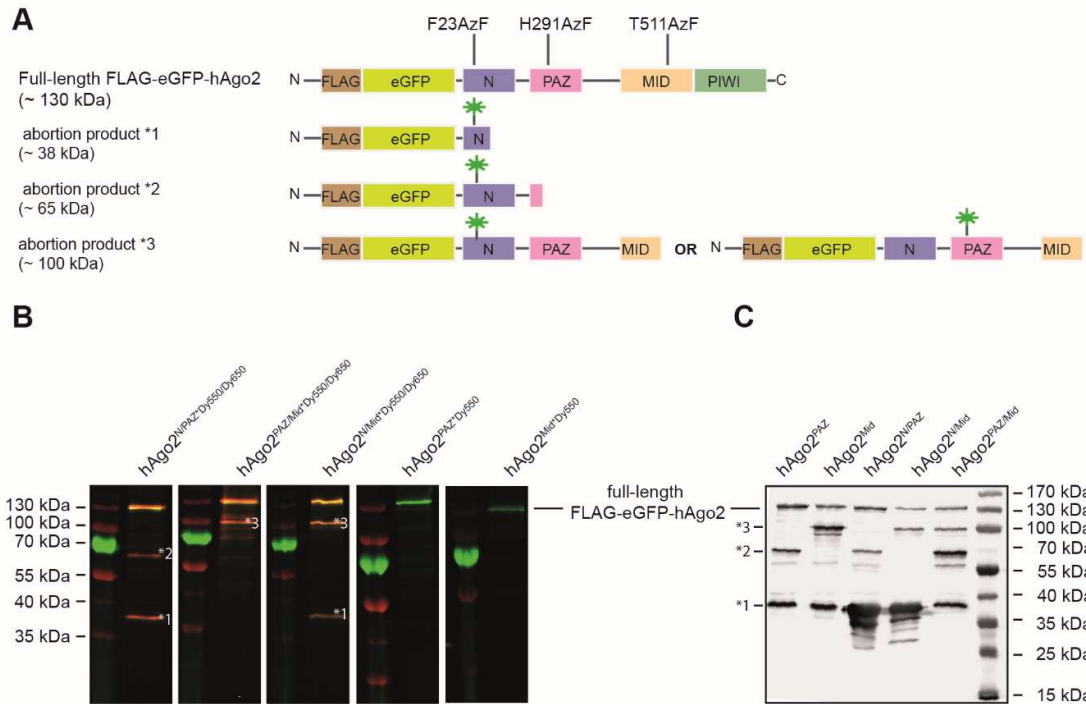 A
F23AzF H291AzF T511AzF
Full-length FLAG-eGFP-hAgo2
(~ 130 kDa)
N FLAG eGFP N PAZ MID PIWI C
abortion product *1
(~ 38 kDa)
N FLAG eGFP N
abortion product *2
(~ 65 kDa)
N FLAG eGFP N
abortion product *3
(~ 100 kDa)
N FLAG eGFP N PAZ MID OR N FLAG eGFP N PAZ MID
B
hAgo2N/PAZ*Dy550/Dy650
hAgo2PAZ/Mid*Dy550/Dy650
hAgo2N/Mid*Dy550/Dy650
hAgo2PAZ*Dy550
hAgo2Mid*Dy550
130 kDa
100 kDa
70 kDa
55 kDa
40 kDa
35 kDa
*2
*1
*3
*3
*1
full-length
FLAG-eGFP-hAgo2
C
hAgo2PAZ
hAgo2Mid
hAgo2N/PAZ
hAgo2N/Mid
hAgo2PAZ/Mid
*3
*2
*1
170 kDa
130 kDa
100 kDa
70 kDa
55 kDa
40 kDa
35 kDa
25 kDa
15 kDa